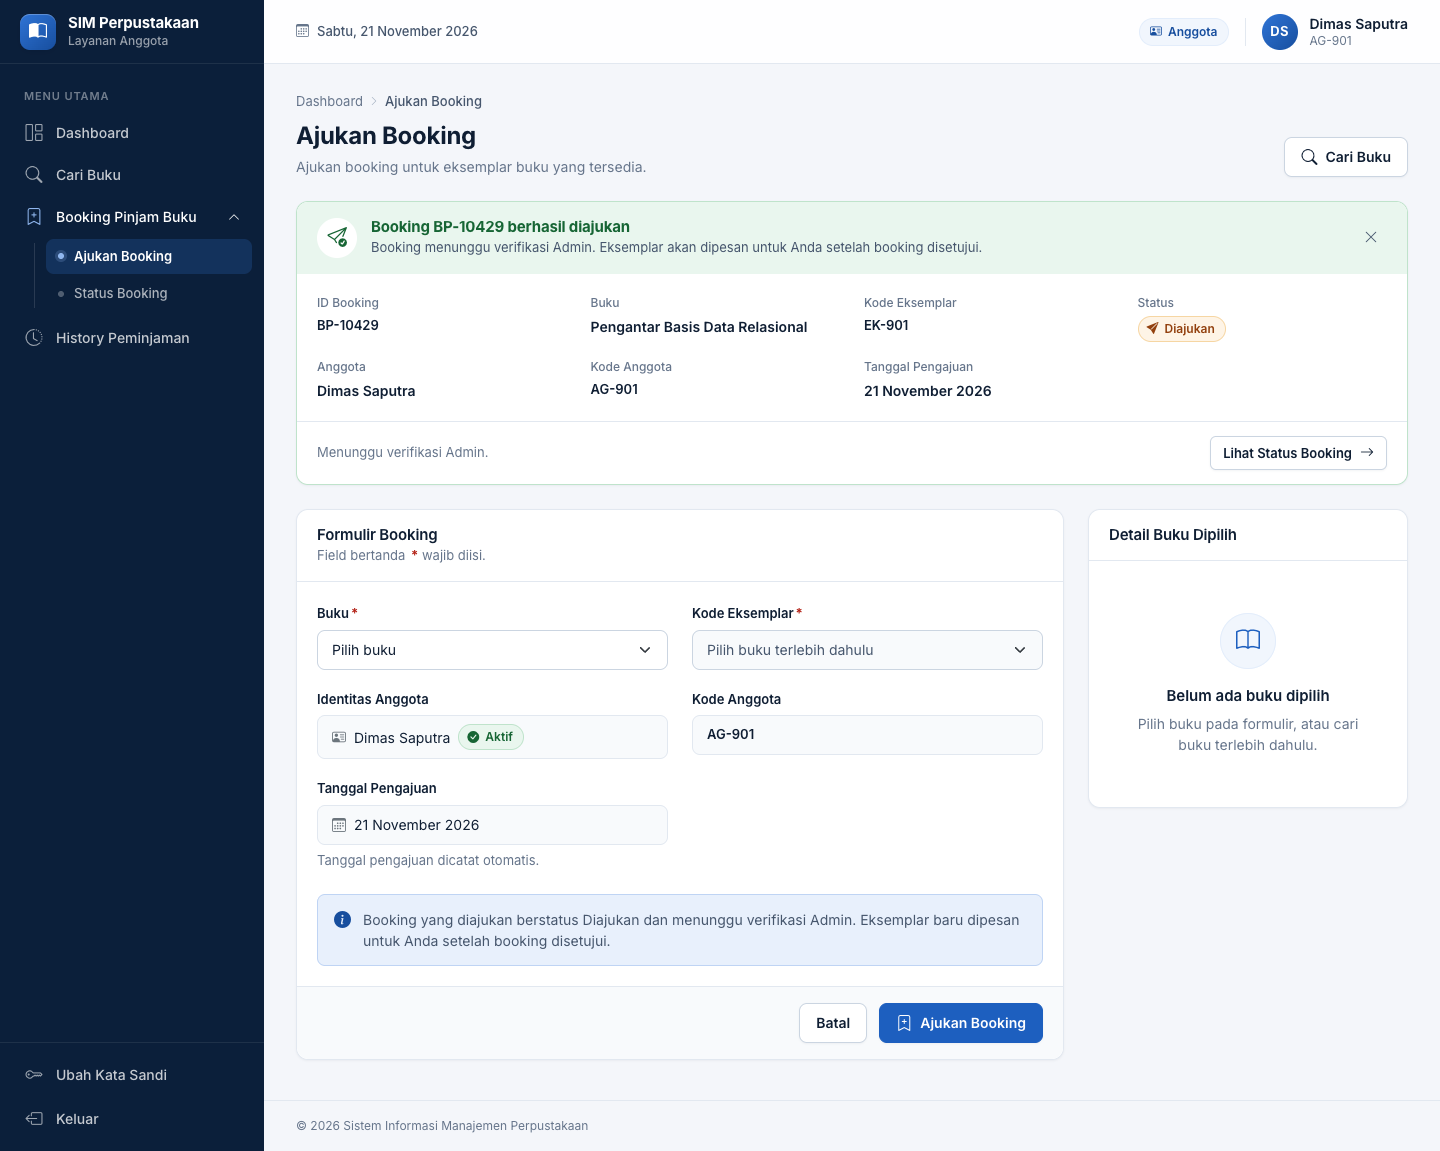 SIM Perpustakaan
Layanan Anggota
MENU UTAMA
Dashboard
Cari Buku
Booking Pinjam Buku
Ajukan Booking
Status Booking
History Peminjaman
Ubah Kata Sandi
Keluar
Sabtu, 21 November 2026
Anggota
DS
Dimas Saputra
AG-901
Dashboard > Ajukan Booking
Ajukan Booking
Ajukan booking untuk eksemplar buku yang tersedia.
Cari Buku
Booking BP-10429 berhasil diajukan
Booking menunggu verifikasi Admin. Eksemplar akan dipesan untuk Anda setelah booking disetujui.
ID Booking
BP-10429
Buku
Pengantar Basis Data Relasional
Kode Eksemplar
EK-901
Status
Diajukan
Anggota
Dimas Saputra
Kode Anggota
AG-901
Tanggal Pengajuan
21 November 2026
Menunggu verifikasi Admin.
Lihat Status Booking →
Formulir Booking
Field bertanda * wajib diisi.
Buku *
Pilih buku
Kode Eksemplar *
Pilih buku terlebih dahulu
Identitas Anggota
Dimas Saputra Aktif
Kode Anggota
AG-901
Tanggal Pengajuan
21 November 2026
Tanggal pengajuan dicatat otomatis.
Booking yang diajukan berstatus Diajukan dan menunggu verifikasi Admin. Eksemplar baru dipesan
untuk Anda setelah booking disetujui.
Batal
Ajukan Booking
Detail Buku Dipilih
Belum ada buku dipilih
Pilih buku pada formulir, atau cari
buku terlebih dahulu.
© 2026 Sistem Informasi Manajemen Perpustakaan